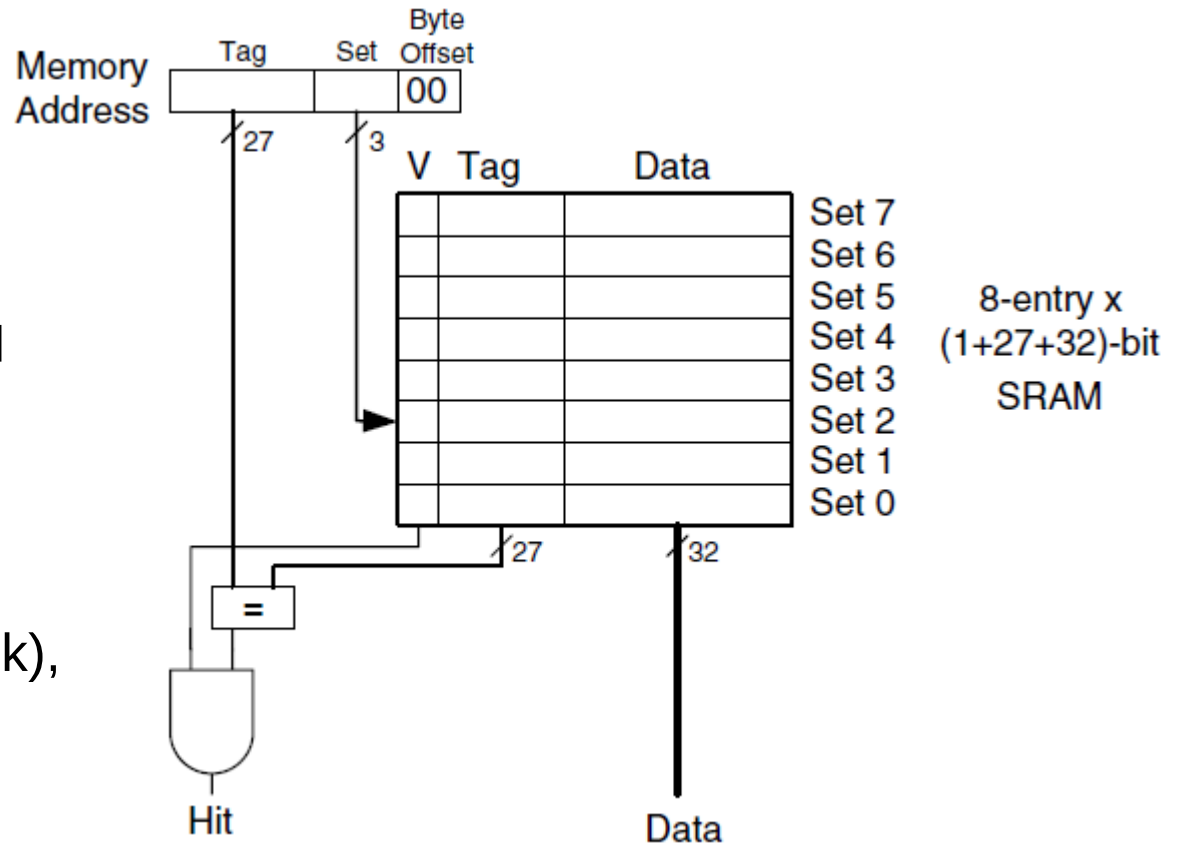 Byte
Tag Set Offset
Memory
Address
00
27 3
V Tag Data
Set 7
Set 6
Set 5
Set 4
Set 3
Set 2
Set 1
Set 0
8-entry x
(1+27+32)-bit
SRAM
27 32
=
k),
Hit
Data